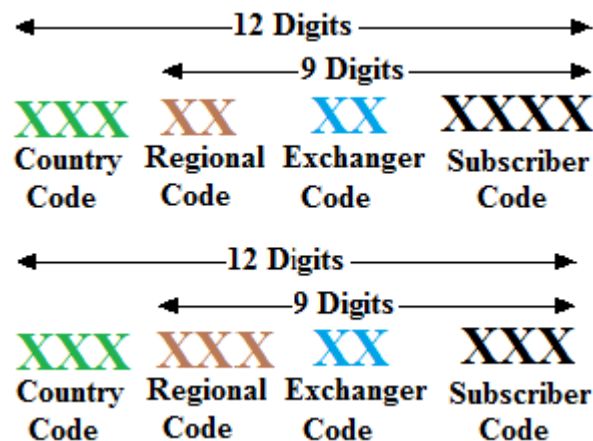 12 Digits
9 Digits
XXX XX XX XXXX
Country Regional Exchanger Subscriber
Code Code Code Code
12 Digits
9 Digits
XXX XXX XX XXX
Country Regional Exchanger Subscriber
Code Code Code Code